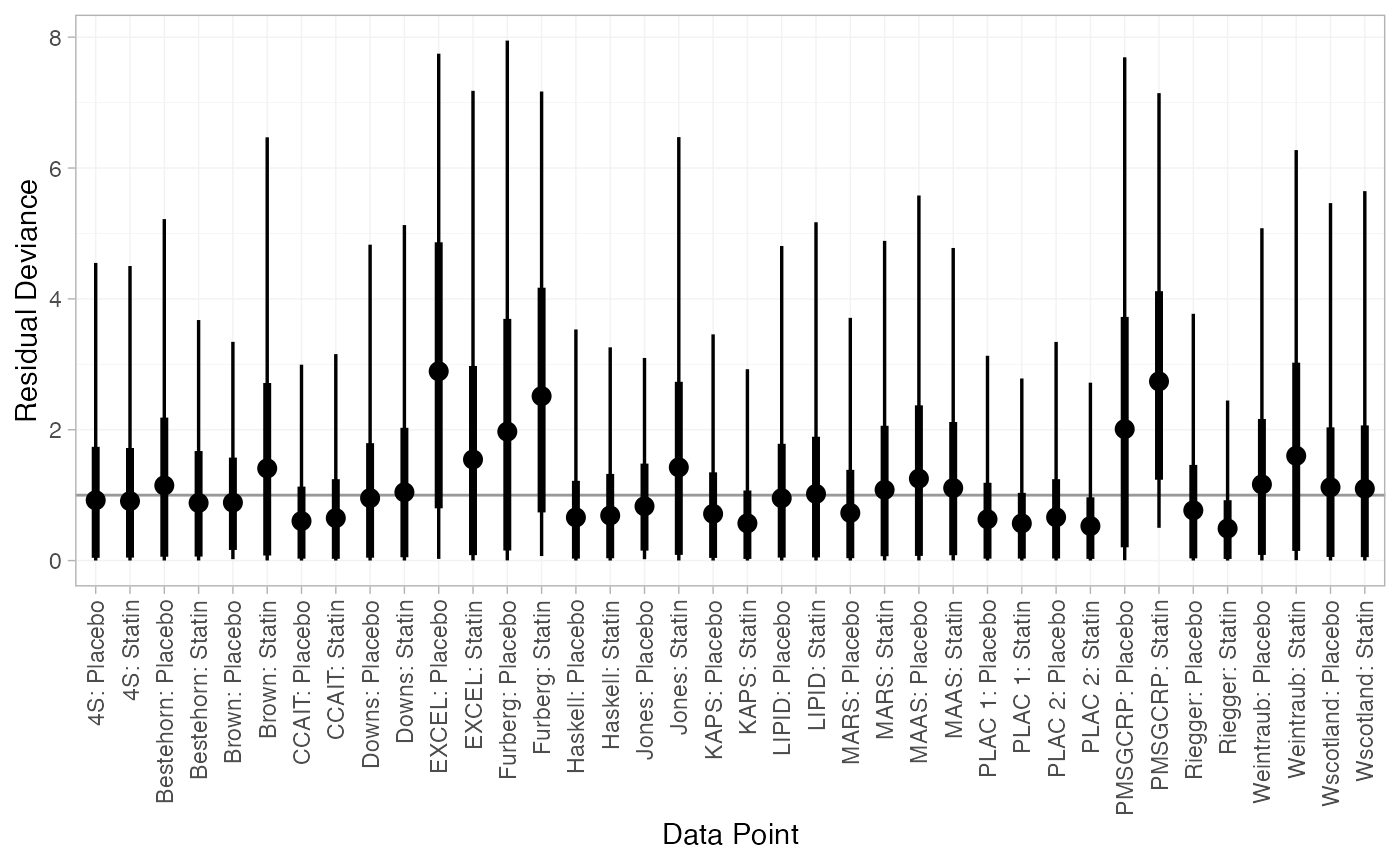 8
6
4
2
0
Residual Deviance
4S: Placebo
4S: Statin
Bestehorn: Placebo
Bestehorn: Statin
Brown: Placebo
Brown: Statin
CCAIT: Placebo
CCAIT: Statin
Downs: Placebo
Downs: Statin
EXCEL: Placebo
EXCEL: Statin
Furberg: Placebo
Furberg: Statin
Haskell: Placebo
Haskell: Statin
Jones: Placebo
Jones: Statin
KAPS: Placebo
KAPS: Statin
LIPID: Placebo
LIPID: Statin
MARS: Placebo
MARS: Statin
MAAS: Placebo
MAAS: Statin
PLAC 1: Placebo
PLAC 1: Statin
PLAC 2: Placebo
PLAC 2: Statin
PMSGCRP: Placebo
PMSGCRP: Statin
Riegger: Placebo
Riegger: Statin
Weintraub: Placebo
Weintraub: Statin
Wscotland: Placebo
Wscotland: Statin
Data Point